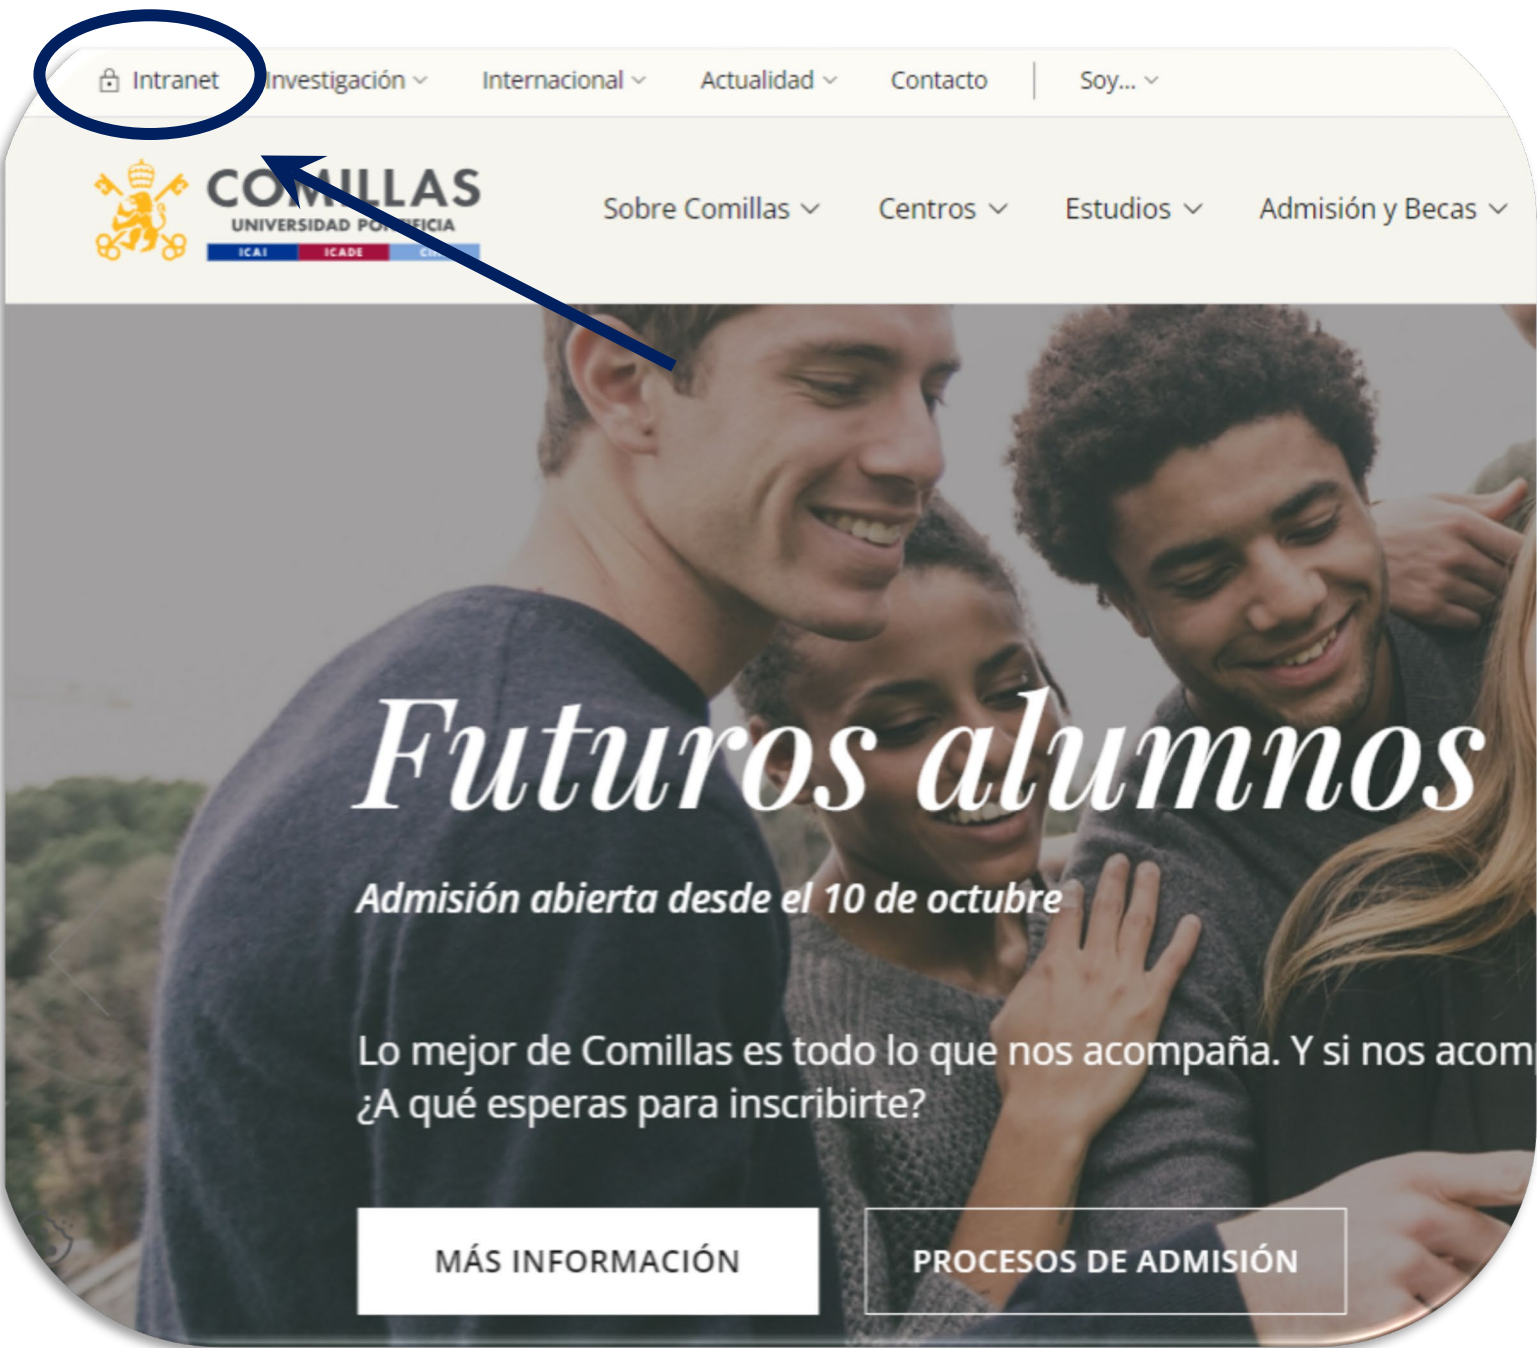 Intranet Investigación Internacional Actualidad Contacto Soy...
COMILLAS
UNIVERSIDAD
ICAI ICADE
Sobre Comillas Centros Estudios Admisión y Becas
Futuros alumnos
Admisión abierta desde el 10 de octubre
Lo mejor de Comillas es todo lo que nos acompaña. Y si nos
¿A qué esperas para inscribirte?
MÁS INFORMACIÓN PROCESOS DE ADMISIÓN